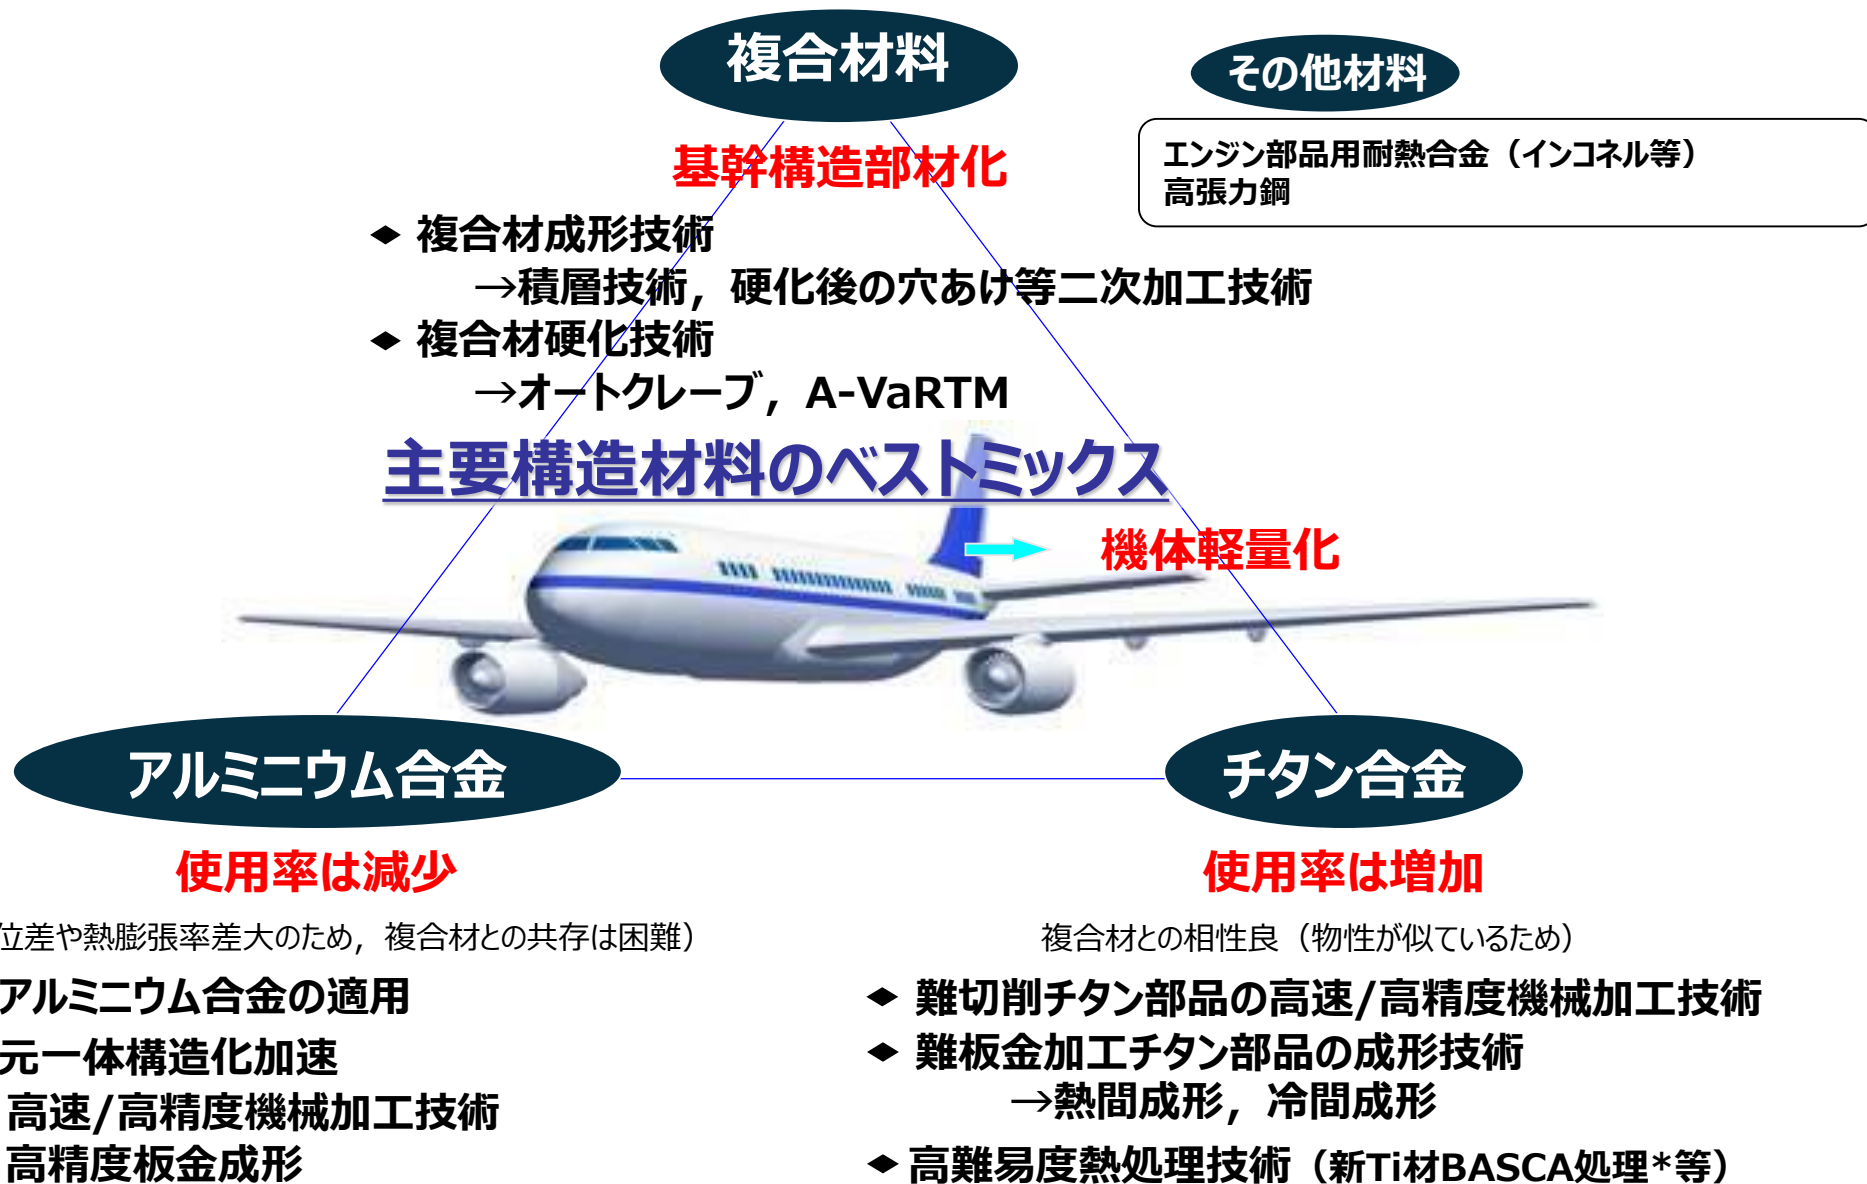 複合材料
その他材料
エンジン部品用耐熱合金（インコネル等）
高張力鋼
基幹構造部材化
◆ 複合材成形技術
→積層技術，硬化後の穴あけ等二次加工技術
◆ 複合材硬化技術
→オートクレーブ，A-VaRTM
主要構造材料のベストミックス
機体軽量化
アルミニウム合金
チタン合金
使用率は減少
使用率は増加
位差や熱膨張率差大のため，複合材との共存は困難）
複合材との相性良（物性が似ているため）
アルミニウム合金の適用
元一体構造化加速
高速/高精度機械加工技術
高精度板金成形
◆ 難切削チタン部品の高速/高精度機械加工技術
◆ 難板金加工チタン部品の成形技術
→熱間成形，冷間成形
◆ 高難易度熱処理技術（新Ti材BASCA処理*等）